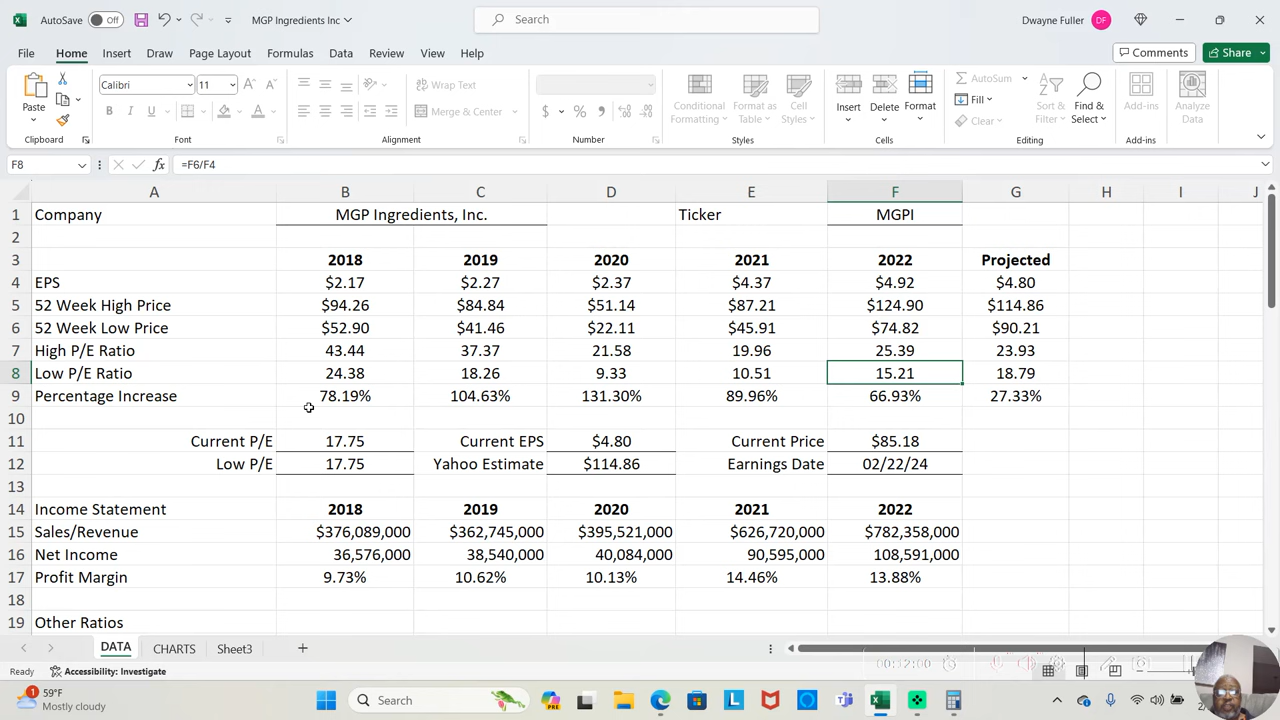 AutoSave Off MGP Ingredients Inc Search Dwayne Fuller DF
File Home Insert Draw Page Layout Formulas Data Review View Help Comments Share
Paste Calibri 11 Wrap Text Conditional Formatting Format as Table Cell Styles Insert Delete Format AutoSum Sort & Filter Find & Select Add-ins Analyze Data
B I U Merge & Center $ % Fill
Clear
Clipboard Font Alignment Number Styles Cells Editing Add-ins
F8 fx =F6/F4
A B C D E F G H I J
1 Company MGP Ingredients, Inc. Ticker MGPI
2
3 2018 2019 2020 2021 2022 Projected
4 EPS $2.17 $2.27 $2.37 $4.37 $4.92 $4.80
5 52 Week High Price $94.26 $84.84 $51.14 $87.21 $124.90 $114.86
6 52 Week Low Price $52.90 $41.46 $22.11 $45.91 $74.82 $90.21
7 High P/E Ratio 43.44 37.37 21.58 19.96 25.39 23.93
8 Low P/E Ratio 24.38 18.26 9.33 10.51 15.21 18.79
9 Percentage Increase 78.19% 104.63% 131.30% 89.96% 66.93% 27.33%
10
11 Current P/E 17.75 Current EPS $4.80 Current Price $85.18
12 Low P/E 17.75 Yahoo Estimate $114.86 Earnings Date 02/22/24
13
14 Income Statement 2018 2019 2020 2021 2022
15 Sales/Revenue $376,089,000 $362,745,000 $395,521,000 $626,720,000 $782,358,000
16 Net Income 36,576,000 38,540,000 40,084,000 90,595,000 108,591,000
17 Profit Margin 9.73% 10.62% 10.13% 14.46% 13.88%
18
19 Other Ratios
DATA CHARTS Sheet3
Ready Accessibility: Investigate 00:12:00
59°F
Mostly cloudy
Search